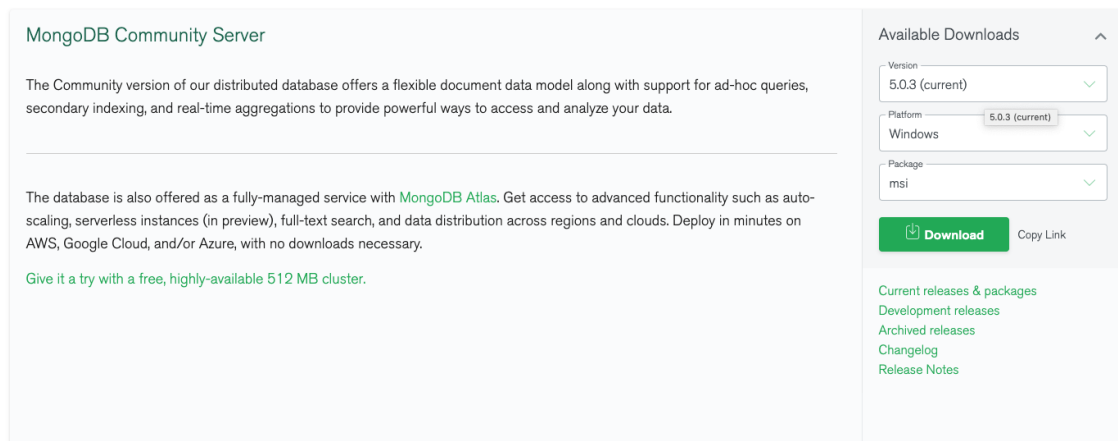 MongoDB Community Server
The Community version of our distributed database offers a flexible document data model along with support for ad-hoc queries,
secondary indexing, and real-time aggregations to provide powerful ways to access and analyze your data.
The database is also offered as a fully-managed service with MongoDB Atlas. Get access to advanced functionality such as auto-
scaling, serverless instances (in preview), full-text search, and data distribution across regions and clouds. Deploy in minutes on
AWS, Google Cloud, and/or Azure, with no downloads necessary.
Give it a try with a free, highly-available 512 MB cluster.
Available Downloads
Version
5.0.3 (current)
Platform
5.0.3 (current)
Windows
Package
msi
Download
Copy Link
Current releases & packages
Development releases
Archived releases
Changelog
Release Notes